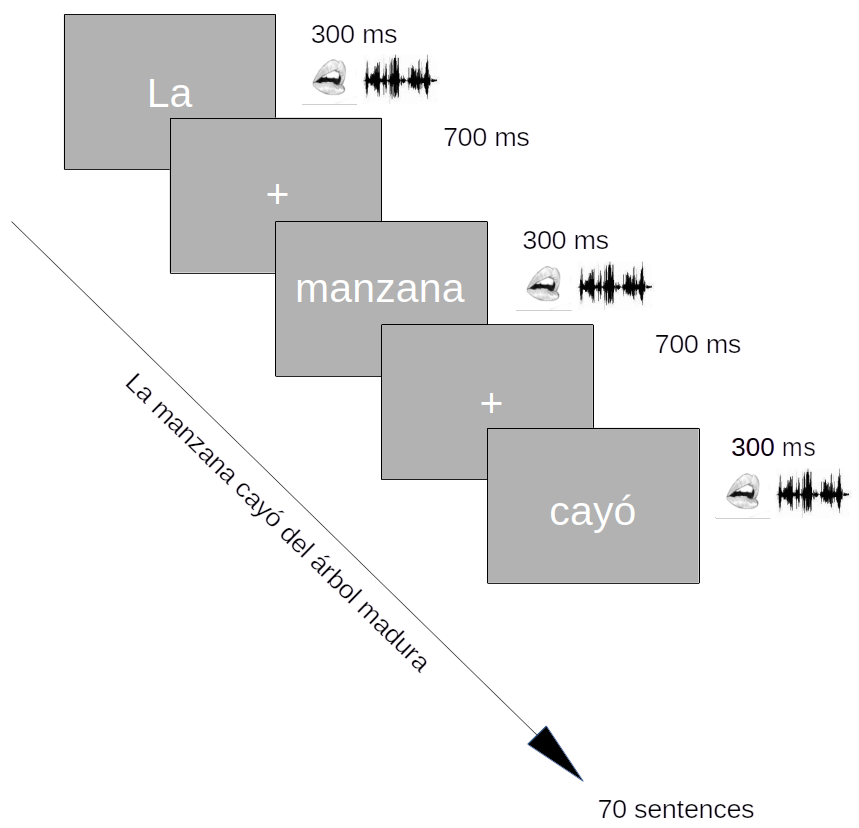 300 ms
La
700 ms
+
300 ms
manzana
700 ms
+
300 ms
cayó
La manzana cayó del árbol madura
70 sentences